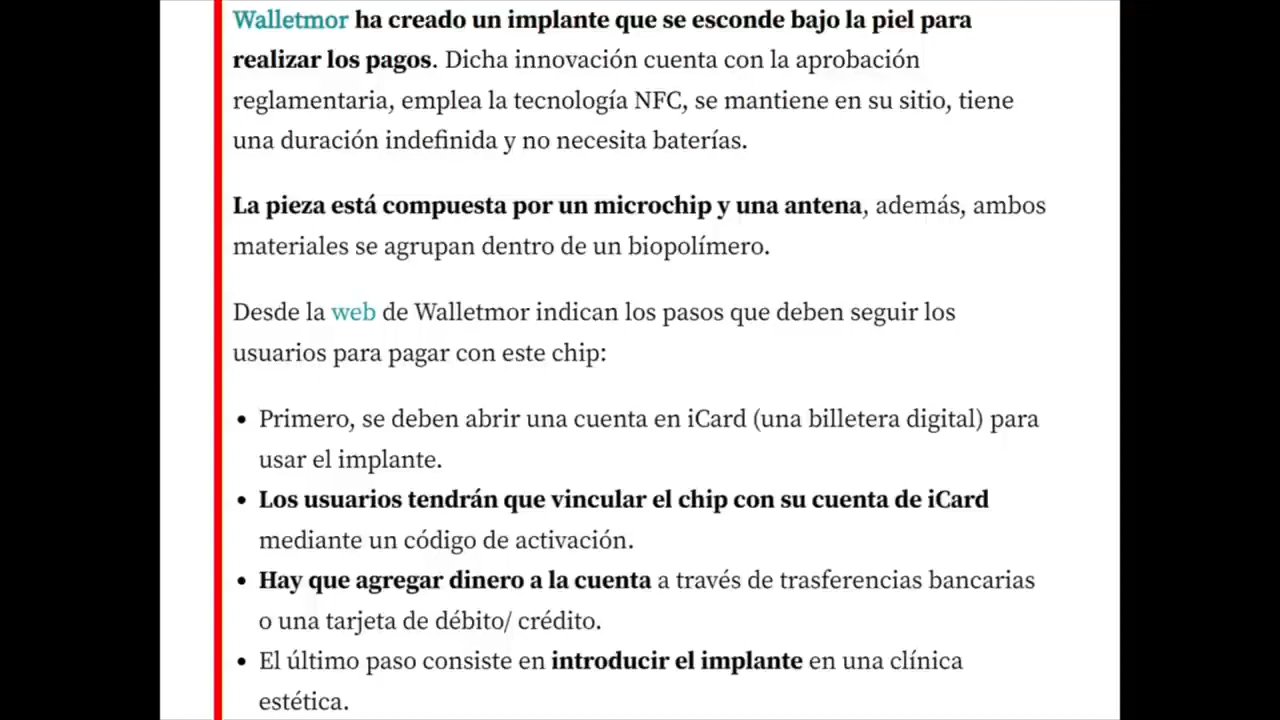 Walletmor ha creado un implante que se esconde bajo la piel para
realizar los pagos. Dicha innovación cuenta con la aprobación
reglamentaria, emplea la tecnología NFC, se mantiene en su sitio, tiene
una duración indefinida y no necesita baterías.
La pieza está compuesta por un microchip y una antena, además, ambos
materiales se agrupan dentro de un biopolímero.
Desde la web de Walletmor indican los pasos que deben seguir los
usuarios para pagar con este chip:
• Primero, se deben abrir una cuenta en iCard (una billetera digital) para
usar el implante.
• Los usuarios tendrán que vincular el chip con su cuenta de iCard
mediante un código de activación.
• Hay que agregar dinero a la cuenta a través de trasferencias bancarias
o una tarjeta de débito/ crédito.
• El último paso consiste en introducir el implante en una clínica
estética.